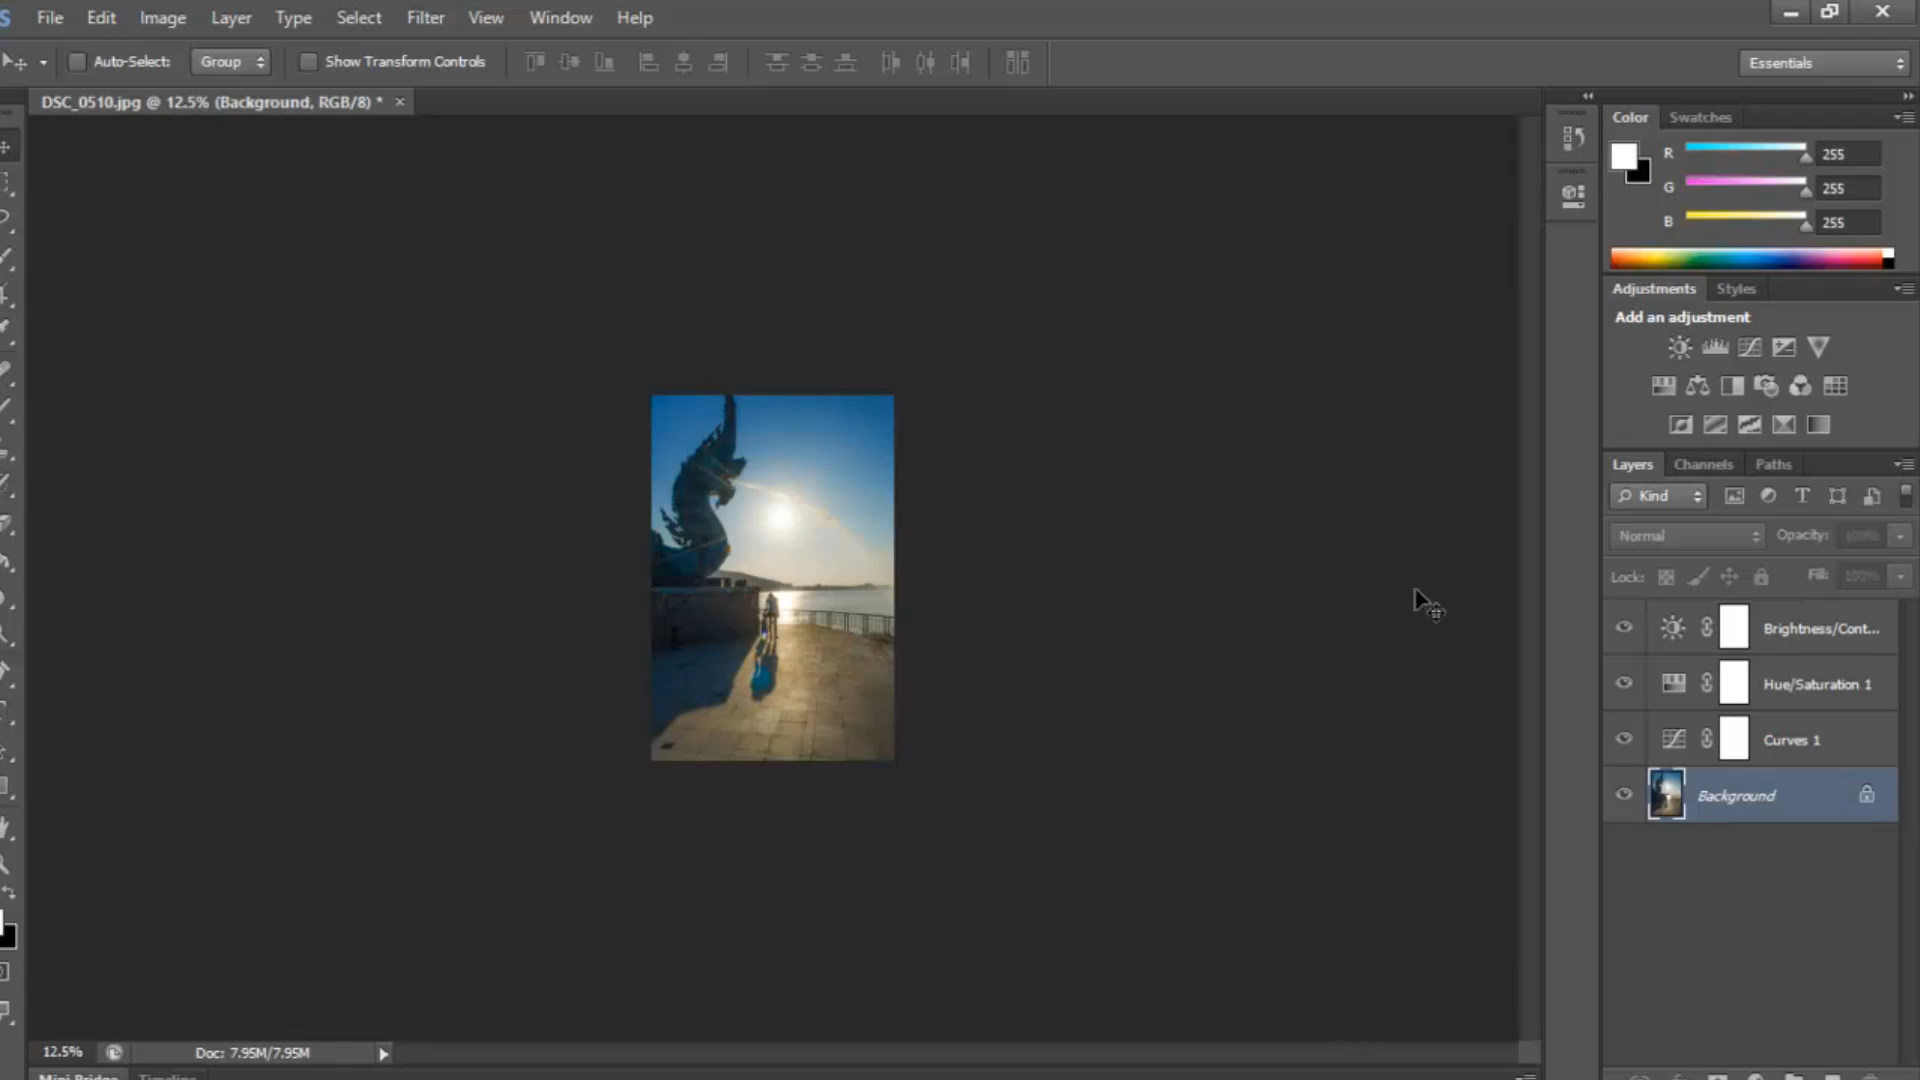 S File Edit Image Layer Type Select Filter View Window Help
Auto-Select: Group Show Transform Controls Essentials
DSC_0510.jpg @ 12.5% (Background, RGB/8) * ×
Color Swatches
R 255
G 255
B 255
Adjustments Styles
Add an adjustment
Layers Channels Paths
Kind
Normal Opacity: 100%
Lock: Fill: 100%
Brightness/Cont...
Hue/Saturation 1
Curves 1
Background
12.5% Doc: 7.95M/7.95M
Mini Bridge Timeline